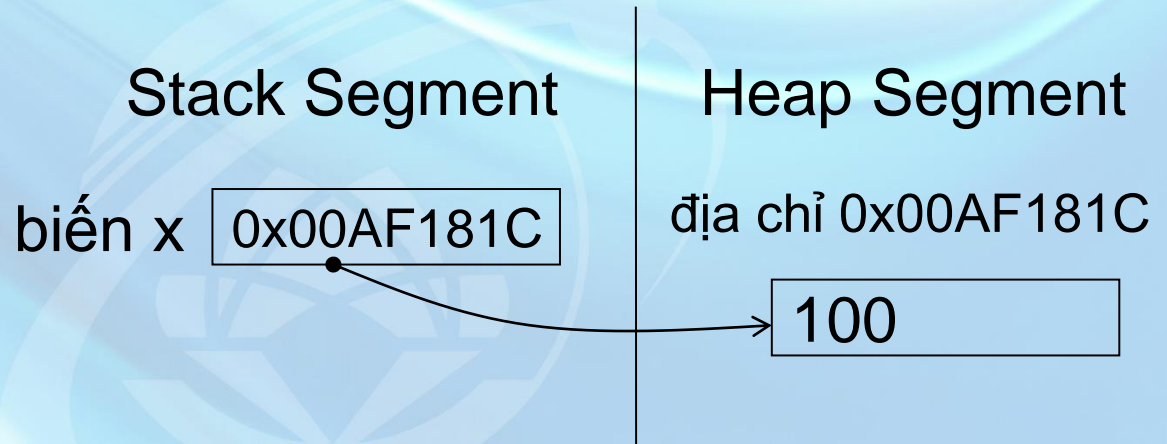 Stack Segment
Heap Segment
biến x
0x00AF181C
địa chỉ 0x00AF181C
100